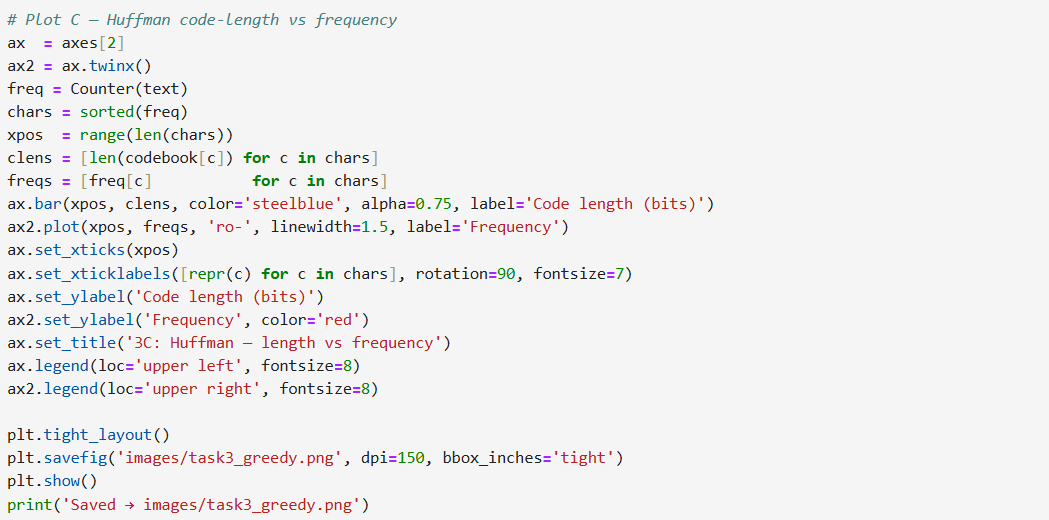 # Plot C — Huffman code-length vs frequency
ax  = axes[2]
ax2 = ax.twinx()
freq = Counter(text)
chars = sorted(freq)
xpos  = range(len(chars))
clens = [len(codebook[c]) for c in chars]
freqs = [freq[c]           for c in chars]
ax.bar(xpos, clens, color='steelblue', alpha=0.75, label='Code length (bits)')
ax2.plot(xpos, freqs, 'ro-', linewidth=1.5, label='Frequency')
ax.set_xticks(xpos)
ax.set_xticklabels([repr(c) for c in chars], rotation=90, fontsize=7)
ax.set_ylabel('Code length (bits)')
ax2.set_ylabel('Frequency', color='red')
ax.set_title('3C: Huffman — length vs frequency')
ax.legend(loc='upper left', fontsize=8)
ax2.legend(loc='upper right', fontsize=8)

plt.tight_layout()
plt.savefig('images/task3_greedy.png', dpi=150, bbox_inches='tight')
plt.show()
print('Saved → images/task3_greedy.png')